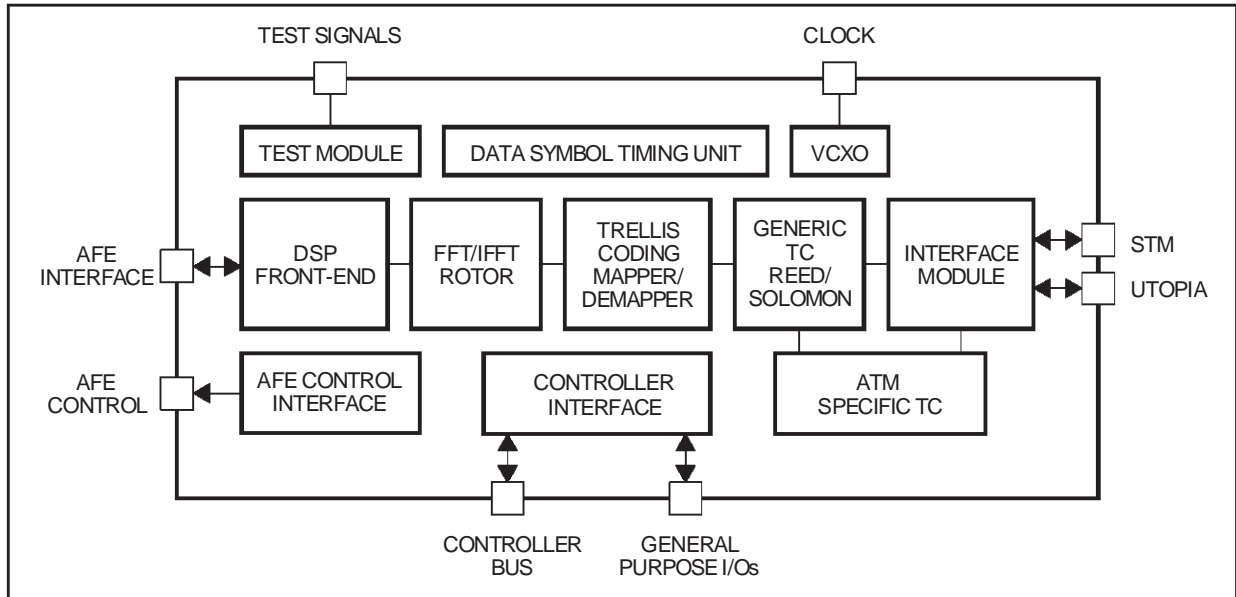 TEST SIGNALS
CLOCK
TEST MODULE
DATA SYMBOL TIMING UNIT
VCXO
AFE
INTERFACE
DSP
FRONT-END
FFT/IFFT
ROTOR
TRELLIS
CODING
MAPPER/
DEMAPPER
GENERIC
TC
REED/
SOLOMON
INTERFACE
MODULE
STM
UTOPIA
AFE
CONTROL
AFE CONTROL
INTERFACE
CONTROLLER
INTERFACE
ATM
SPECIFIC TC
CONTROLLER
BUS
GENERAL
PURPOSE I/Os